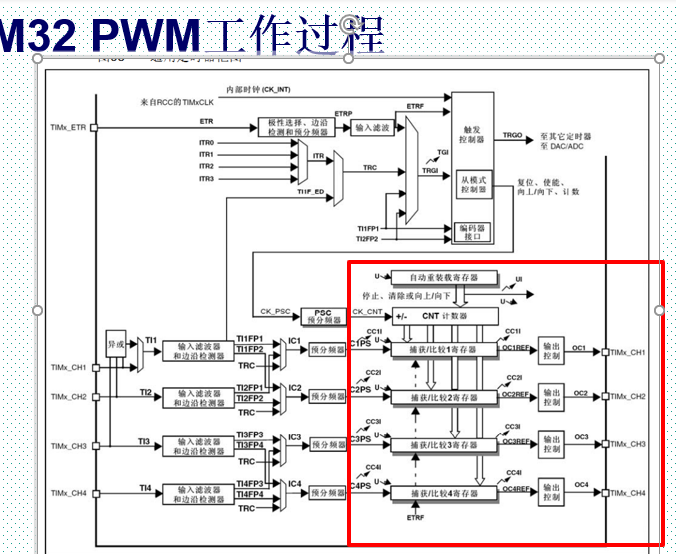 M32 PWM工作过程
内部时钟 (CK_INT)
来自RCC的TIMxCLK
TIMx_ETR
ETR
极性选择、边沿
检测和预分频器
ETRP
输入滤波
ETRF
触发
控制器
TRGO
至其它定时器
至 DAC/ADC
ITR0
ITR1
ITR2
ITR3
ITR
TRC
TGI
TRGI
从模式
控制器
复位、使能、
向上/向下、计数
TI1F_ED
TI1FP1
TI2FP2
编码器
接口
U
自动重装载寄存器
UI
停止、清除或向上/向下
U
CK_PSC
PSC
预分频器
CK_CNT
+/-
CNT 计数器
异或
TI1
输入滤波器
和边沿检测器
TI1FP1
TI1FP2
TRC
IC1
预分频器
CC1I
U
C1PS
捕获/比较1寄存器
CC1I
OC1REF
输出
控制
OC1
TIMx_CH1
TIMx_CH1
TIMx_CH2
TI2
输入滤波器
和边沿检测器
TI2FP1
TI2FP2
TRC
IC2
预分频器
CC2I
U
C2PS
捕获/比较2寄存器
CC2I
OC2REF
输出
控制
OC2
TIMx_CH2
TIMx_CH3
TI3
输入滤波器
和边沿检测器
TI3FP3
TI3FP4
TRC
IC3
预分频器
CC3I
U
C3PS
捕获/比较3寄存器
CC3I
OC3REF
输出
控制
OC3
TIMx_CH3
TIMx_CH4
TI4
输入滤波器
和边沿检测器
TI4FP3
TI4FP4
TRC
IC4
预分频器
CC4I
U
C4PS
捕获/比较4寄存器
CC4I
OC4REF
输出
控制
OC4
TIMx_CH4
ETRF